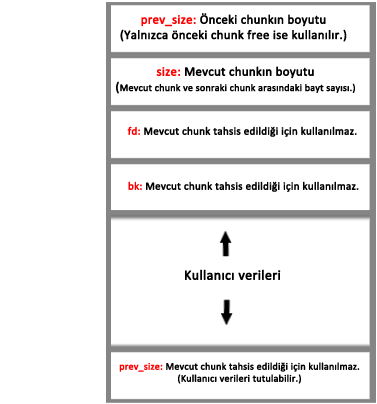 prev_size: Önceki chunkın boyutu
(Yalnızca önceki chunk free ise kullanılır.)
size: Mevcut chunkın boyutu
(Mevcut chunk ve sonraki chunk arasındaki bayt sayısı.)
fd: Mevcut chunk tahsis edildiği için kullanılmaz.
bk: Mevcut chunk tahsis edildiği için kullanılmaz.
Kullanıcı verileri
prev_size: Mevcut chunk tahsis edildiği için kullanılmaz.
(Kullanıcı verileri tutulabilir.)